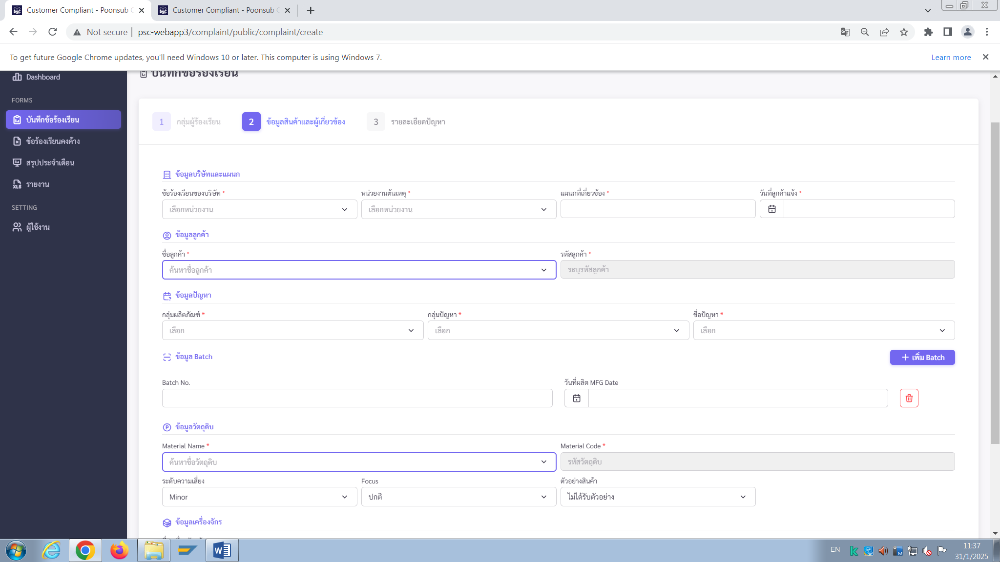 Customer Compliant - Poonsub
Customer Compliant - Poonsub
Not secure
psc-webapp3/complaint/public/complaint/create
To get future Google Chrome updates, you'll need Windows 10 or later. This computer is using Windows 7.
Learn more
Dashboard
บันทึกข้อร้องเรียน
FORMS
บันทึกข้อร้องเรียน
ข้อร้องเรียนคงค้าง
XLS
สรุปประจำเดือน
รายงาน
SETTING
ผู้ใช้งาน
1 กลุ่มผู้ร้องเรียน
2 ข้อมูลสินค้าและผู้เกี่ยวข้อง
3 รายละเอียดปัญหา
ข้อมูลบริษัทและแผนก
ข้อร้องเรียนของบริษัท * หน่วยงานต้นเหตุ * แผนกที่เกี่ยวข้อง * วันที่ลูกค้าแจ้ง *
เลือกหน่วยงาน เลือกหน่วยงาน
ข้อมูลลูกค้า
ชื่อลูกค้า * รหัสลูกค้า *
ค้นหาชื่อลูกค้า ระบุรหัสลูกค้า
ข้อมูลปัญหา
กลุ่มผลิตภัณฑ์ * กลุ่มปัญหา * ชื่อปัญหา *
เลือก เลือก เลือก
ข้อมูล Batch
+ เพิ่ม Batch
Batch No. วันที่ผลิต MFG Date
ข้อมูลวัตถุดิบ
Material Name * Material Code *
ค้นหาชื่อวัตถุดิบ รหัสวัตถุดิบ
ระดับความเสี่ยง Focus ตัวอย่างสินค้า
Minor ปกติ ไม่ได้รับตัวอย่าง
ข้อมูลเครื่องจักร
EN
11:37
31/1/2025